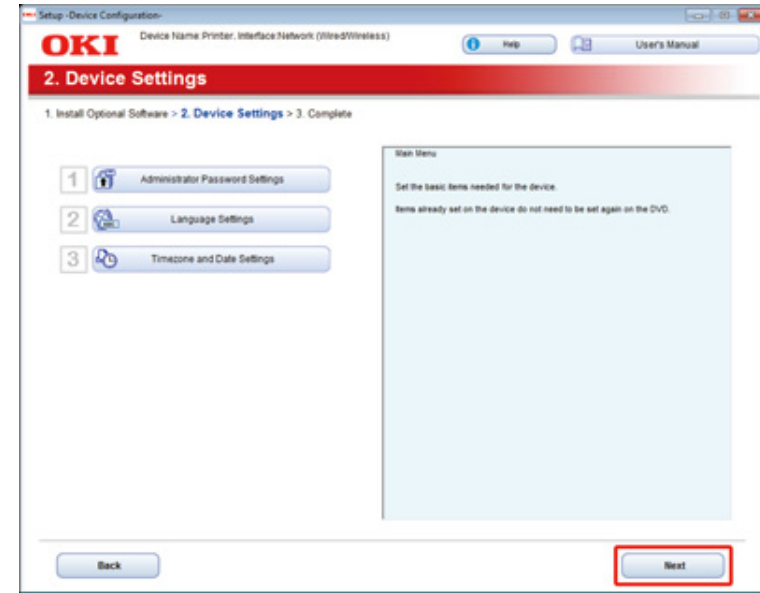 Setup -Device Configuration-
OKI
Device Name:Printer. Interface:Network (Wired/Wireless)
Help
User's Manual
2. Device Settings
1. Install Optional Software > 2. Device Settings > 3. Complete
1 Administrator Password Settings
2 Language Settings
3 Timezone and Date Settings
Main Menu
Set the basic items needed for the device.
Items already set on the device do not need to be set again on the DVD.
Back
Next